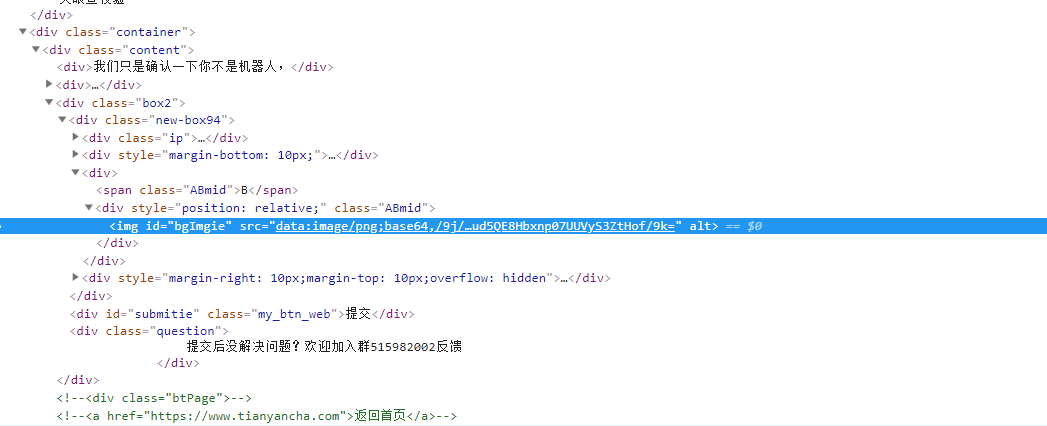 </div>
▼<div class="container">
▼<div class="content">
<div>我们只是确认一下你不是机器人，</div>
▶<div>…</div>
▼<div class="box2">
▼<div class="new-box94">
▶<div class="ip">…</div>
▶<div style="margin-bottom: 10px;">…</div>
▼<div>
<span class="ABmid">B</span>
▼<div style="position: relative;" class="ABmid">
<img id="bgImgie" src="data:image/png;base64,/9j/…ud5QE8Hbxnp07UUVyS3ZtHof/9k=" alt> == $0
</div>
</div>
▶<div style="margin-right: 10px;margin-top: 10px;overflow: hidden">…</div>
</div>
<div id="submitie" class="my_btn_web">提交</div>
<div class="question">
提交后没解决问题？欢迎加入群515982002反馈
</div>
</div>
<!--<div class="btPage">-->
<!--<a href="https://www.tianyancha.com">返回首页</a>-->